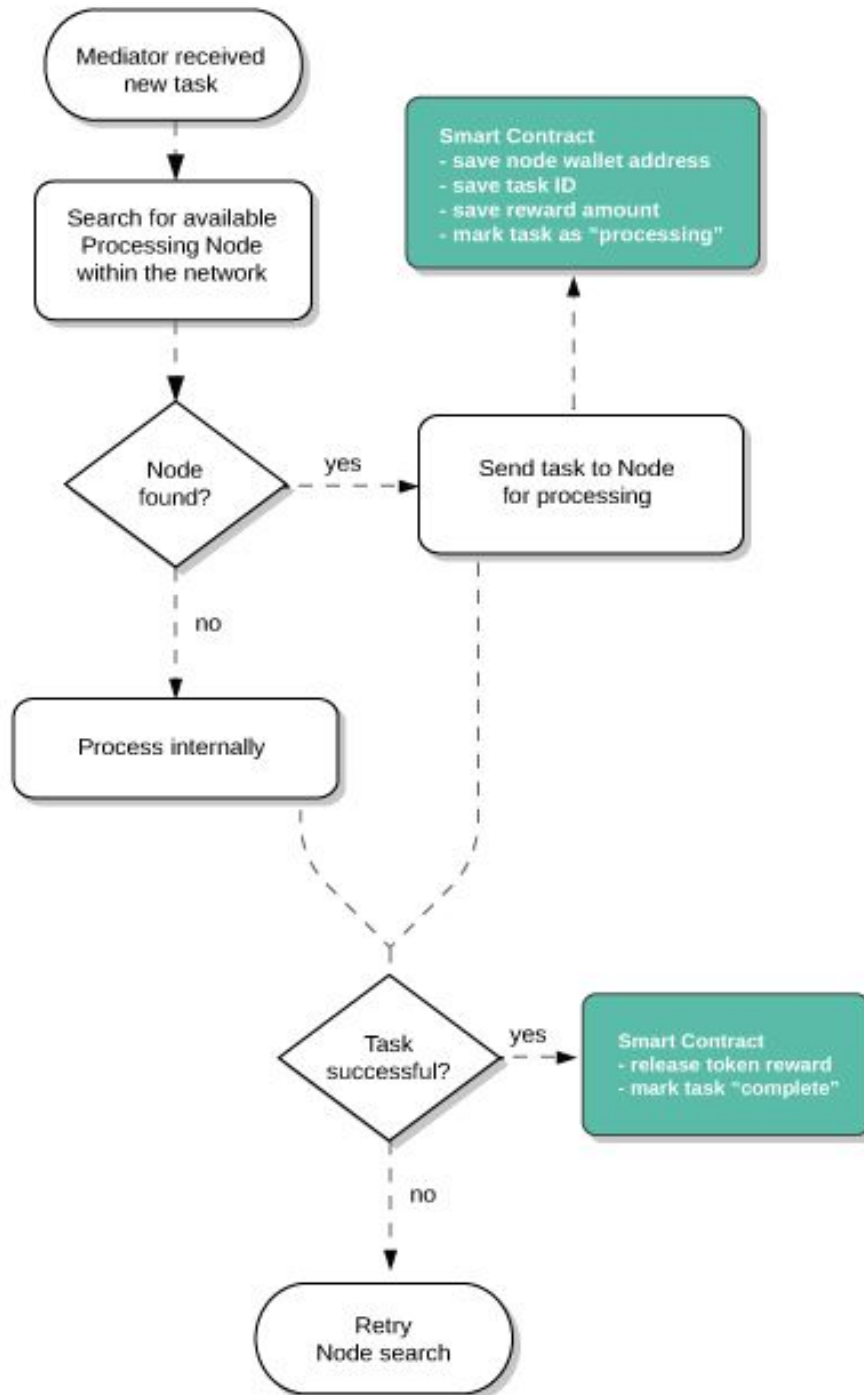 Mediator received
new task
Smart Contract
- save node wallet address
- save task ID
- save reward amount
- mark task as “processing”
Search for available
Processing Node
within the network
Node
found?
yes
Send task to Node
for processing
no
Process internally
Task
successful?
yes
Smart Contract
- release token reward
- mark task “complete”
no
Retry
Node search